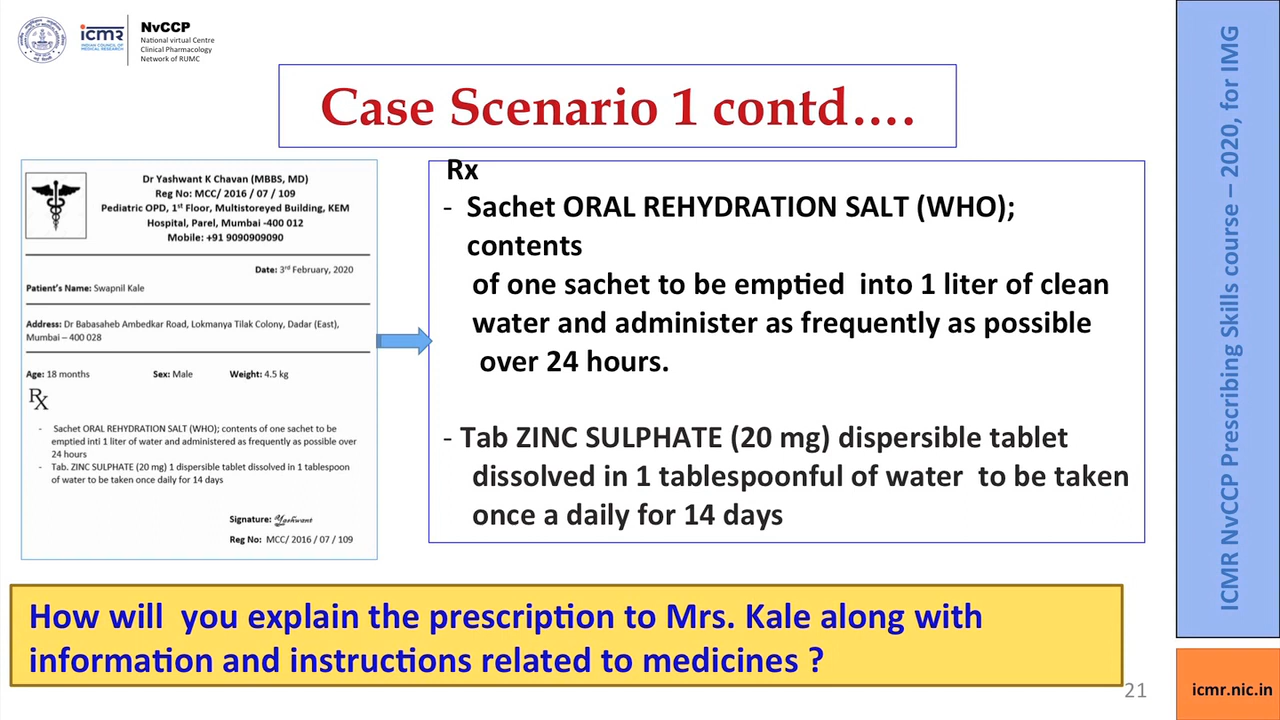 icmr
INDIAN COUNCIL OF
MEDICAL RESEARCH
NvCCP
National virtual Centre
Clinical Pharmacology
Network of RUMC
Case Scenario 1 contd....
Dr Yashwant K Chavan (MBBS, MD)
Reg No: MCC/ 2016 / 07 / 109
Pediatric OPD, 1st Floor, Multistoreyed Building, KEM
Hospital, Parel, Mumbai -400 012
Mobile: +91 9090909090
Date: 3rd February, 2020
Patient's Name: Swapnil Kale
Address: Dr Babasaheb Ambedkar Road, Lokmanya Tilak Colony, Dadar (East),
Mumbai – 400 028
Age: 18 months Sex: Male Weight: 4.5 kg
Rx
- Sachet ORAL REHYDRATION SALT (WHO); contents of one sachet to be
emptied inti 1 liter of water and administered as frequently as possible over
24 hours
- Tab. ZINC SULPHATE (20 mg) 1 dispersible tablet dissolved in 1 tablespoon
of water to be taken once daily for 14 days
Signature: Yashwant
Reg No: MCC/ 2016 / 07 / 109
Rx
- Sachet ORAL REHYDRATION SALT (WHO);
contents
of one sachet to be emptied into 1 liter of clean
water and administer as frequently as possible
over 24 hours.
- Tab ZINC SULPHATE (20 mg) dispersible tablet
dissolved in 1 tablespoonful of water to be taken
once a daily for 14 days
How will you explain the prescription to Mrs. Kale along with
information and instructions related to medicines ?
21
ICMR NvCCP Prescribing Skills course – 2020, for IMG
icmr.nic.in